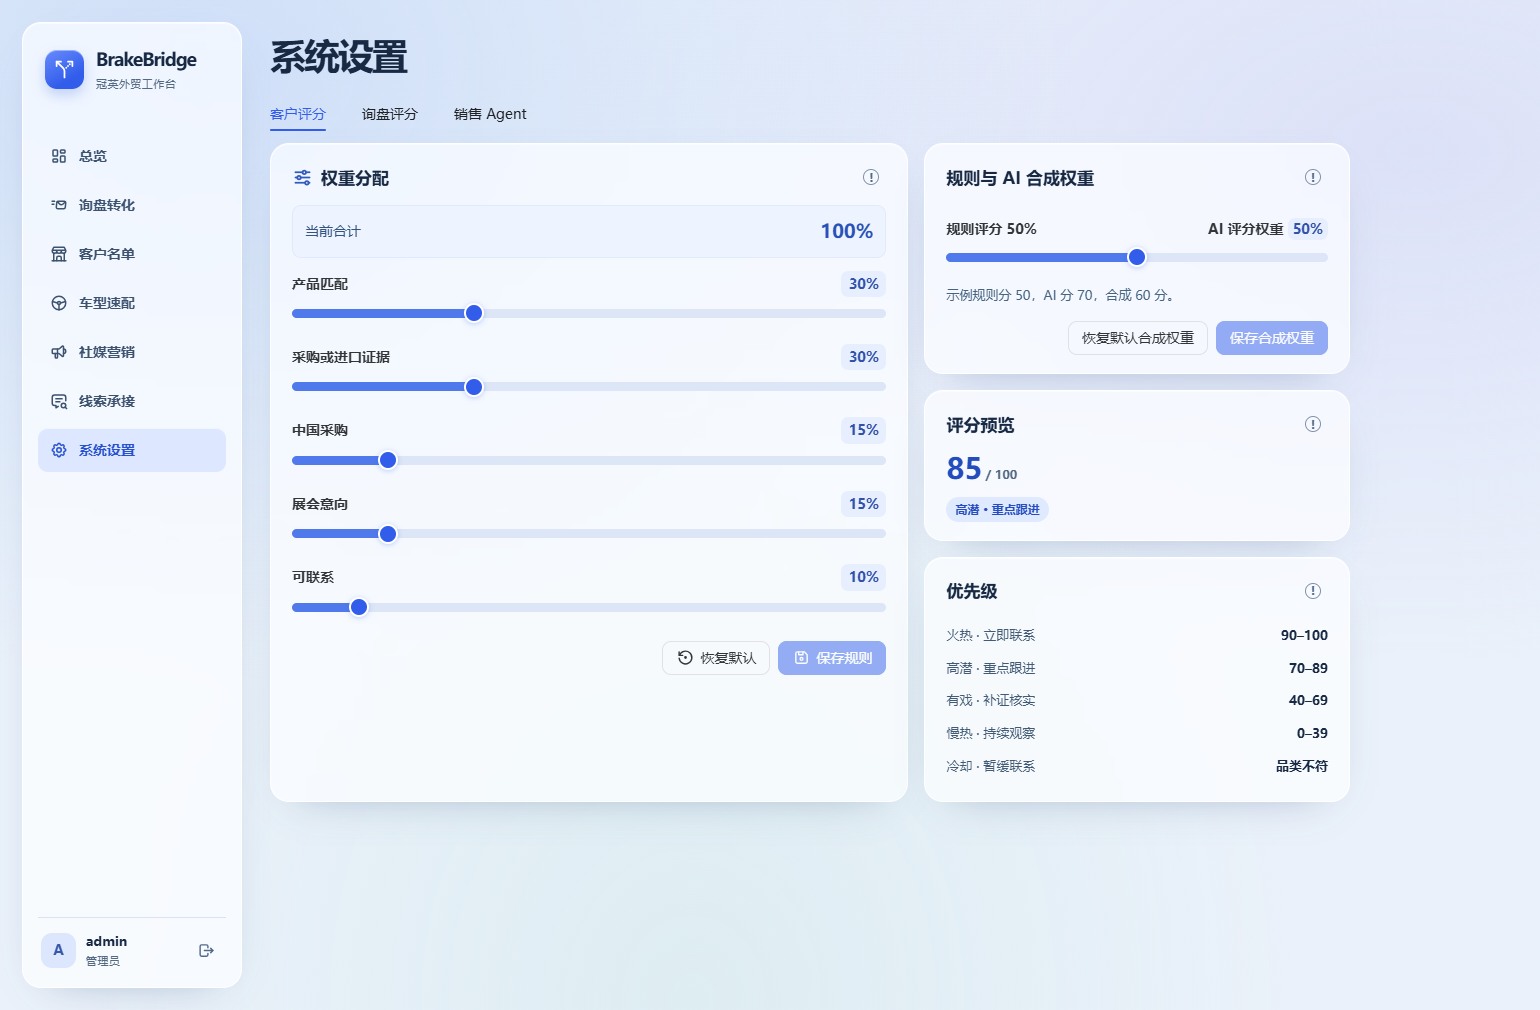 BrakeBridge
冠英外贸工作台
总览
询盘转化
客户名单
车型速配
社媒营销
线索承接
系统设置
A
admin
管理员
系统设置
客户评分
询盘评分
销售 Agent
权重分配
当前合计 100%
产品匹配 30%
采购或进口证据 30%
中国采购 15%
展会意向 15%
可联系 10%
恢复默认 保存规则
规则与 AI 合成权重
规则评分 50% AI 评分权重 50%
示例规则分 50，AI 分 70，合成 60 分。
恢复默认合成权重 保存合成权重
评分预览
85 / 100
高潜 · 重点跟进
优先级
火热 · 立即联系 90–100
高潜 · 重点跟进 70–89
有戏 · 补证核实 40–69
慢热 · 持续观察 0–39
冷却 · 暂缓联系 品类不符